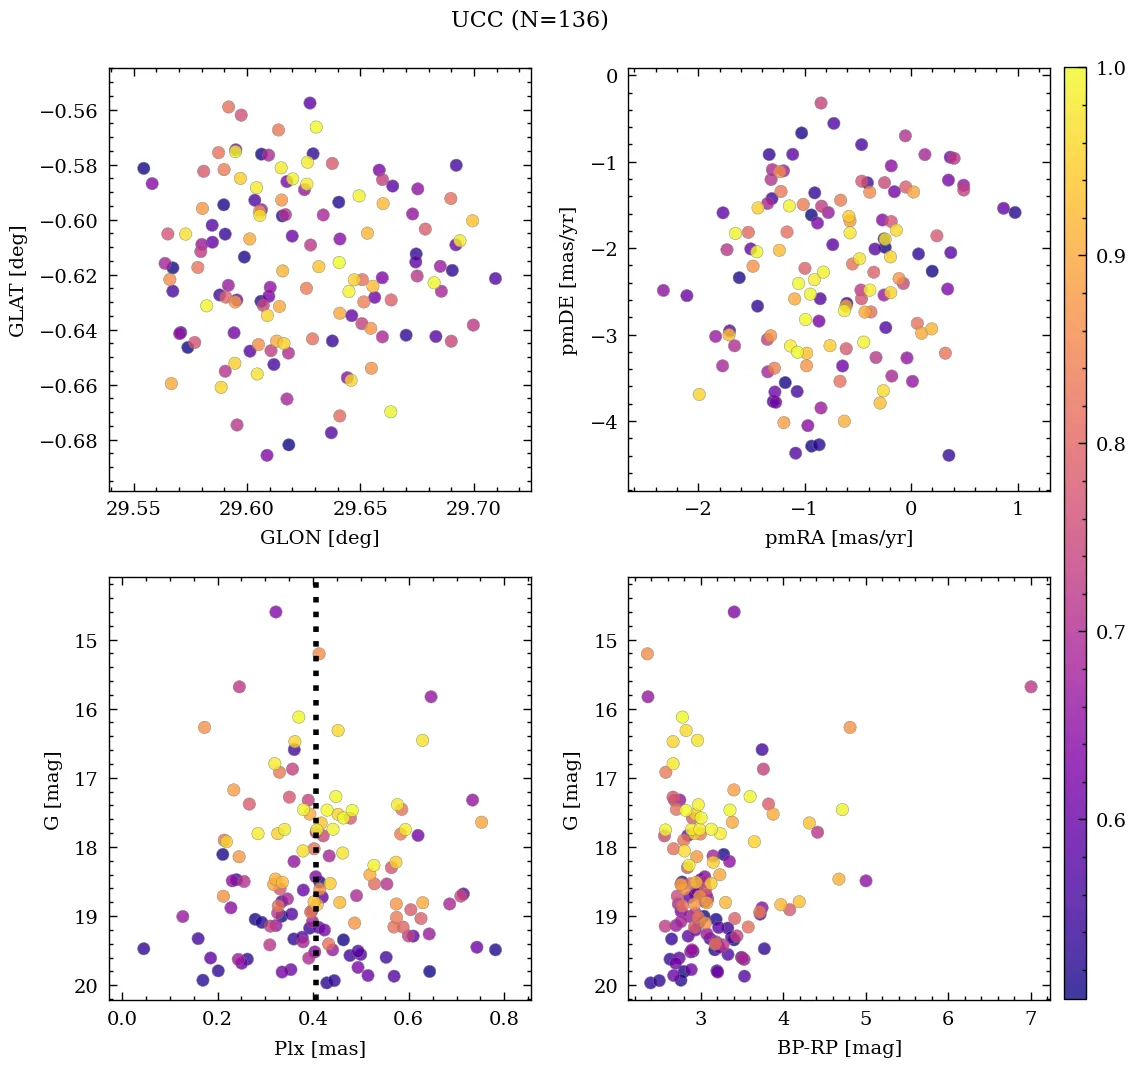 UCC (N=136)
−0.56
−0.58
−0.60
−0.62
−0.64
−0.66
−0.68
GLAT [deg]
29.55 29.60 29.65 29.70
GLON [deg]
0
−1
−2
−3
−4
pmDE [mas/yr]
−2 −1 0 1
pmRA [mas/yr]
15
16
17
18
19
20
G [mag]
0.0 0.2 0.4 0.6 0.8
Plx [mas]
15
16
17
18
19
20
G [mag]
3 4 5 6 7
BP-RP [mag]
1.0
0.9
0.8
0.7
0.6